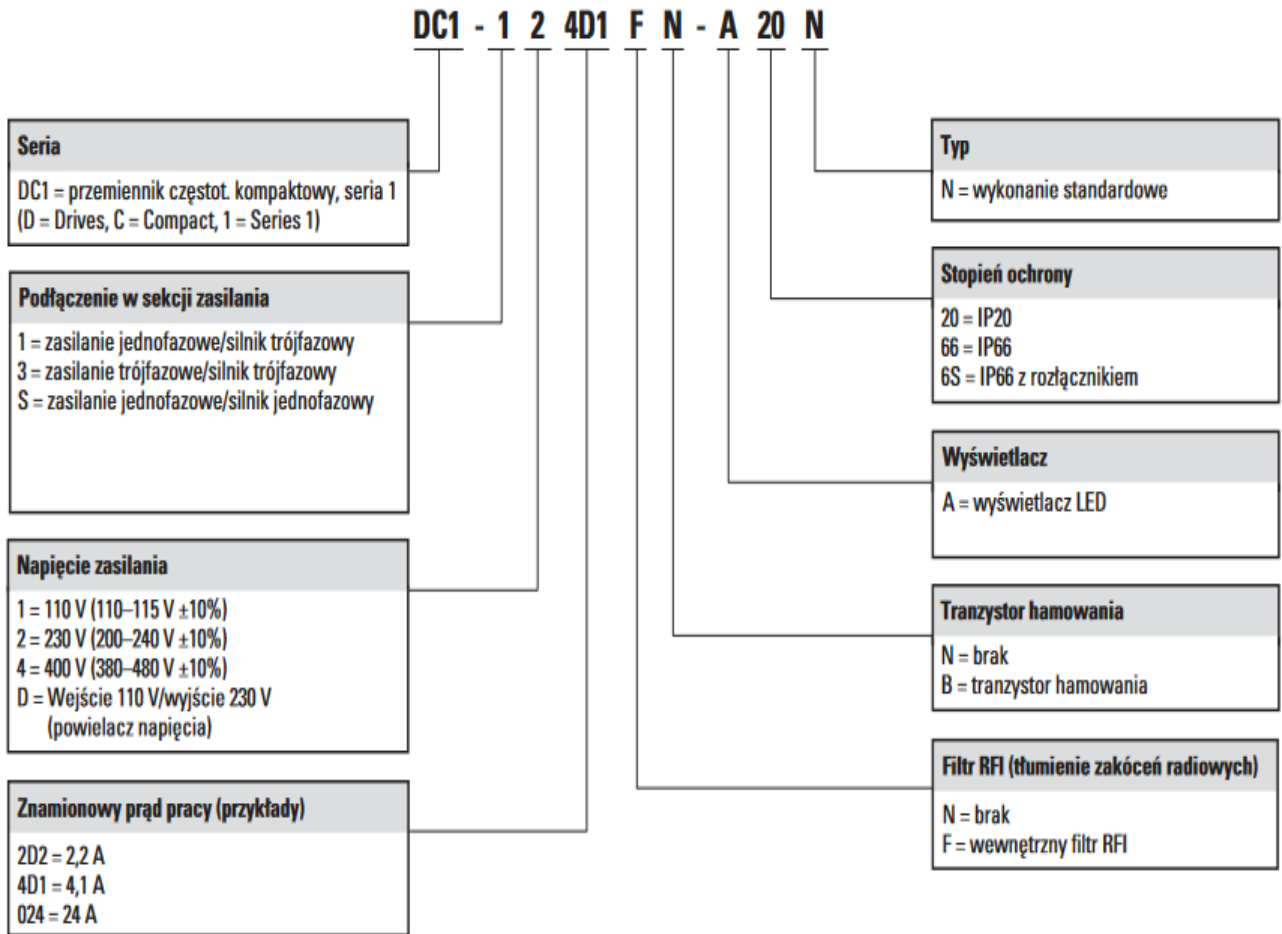 DC1 - 1 2 4D1 F N - A 20 N
Seria
DC1 = przemiennik częstot. kompaktowy, seria 1
(D = Drives, C = Compact, 1 = Series 1)
Podłączenie w sekcji zasilania
1 = zasilanie jednofazowe/silnik trójfazowy
3 = zasilanie trójfazowe/silnik trójfazowy
S = zasilanie jednofazowe/silnik jednofazowy
Napięcie zasilania
1 = 110 V (110–115 V ±10%)
2 = 230 V (200–240 V ±10%)
4 = 400 V (380–480 V ±10%)
D = Wejście 110 V/wyjście 230 V
(powielacz napięcia)
Znamionowy prąd pracy (przykłady)
2D2 = 2,2 A
4D1 = 4,1 A
024 = 24 A
Typ
N = wykonanie standardowe
Stopień ochrony
20 = IP20
66 = IP66
6S = IP66 z rozłącznikiem
Wyświetlacz
A = wyświetlacz LED
Tranzystor hamowania
N = brak
B = tranzystor hamowania
Filtr RFI (tłumienie zakóceń radiowych)
N = brak
F = wewnętrzny filtr RFI